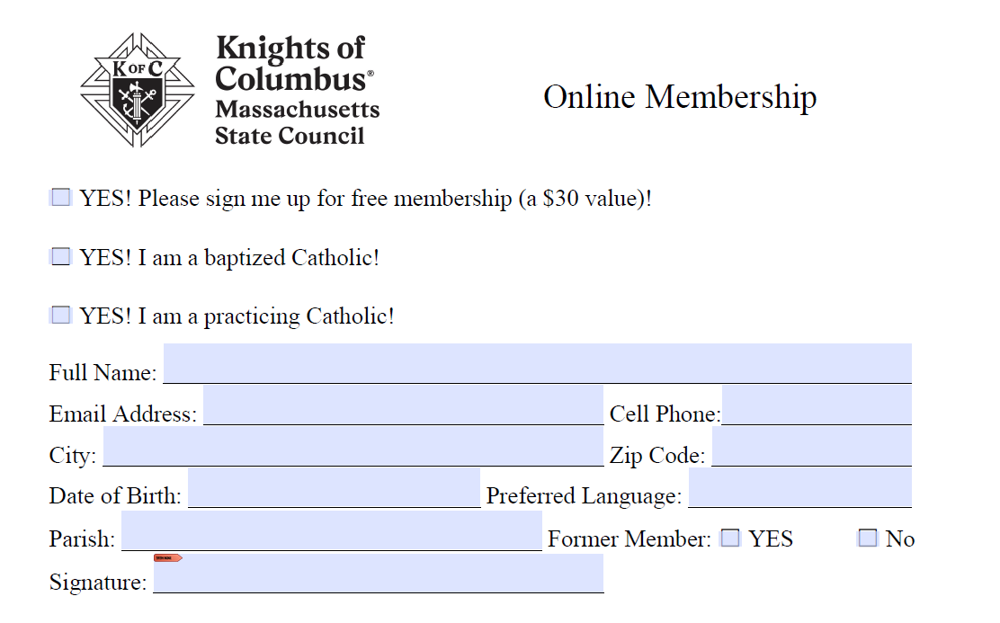 K OF C
Knights of
Columbus®
Massachusetts
State Council
Online Membership
YES! Please sign me up for free membership (a $30 value)!
YES! I am a baptized Catholic!
YES! I am a practicing Catholic!
Full Name:
Email Address: Cell Phone:
City: Zip Code:
Date of Birth: Preferred Language:
Parish: Former Member: YES No
Signature: